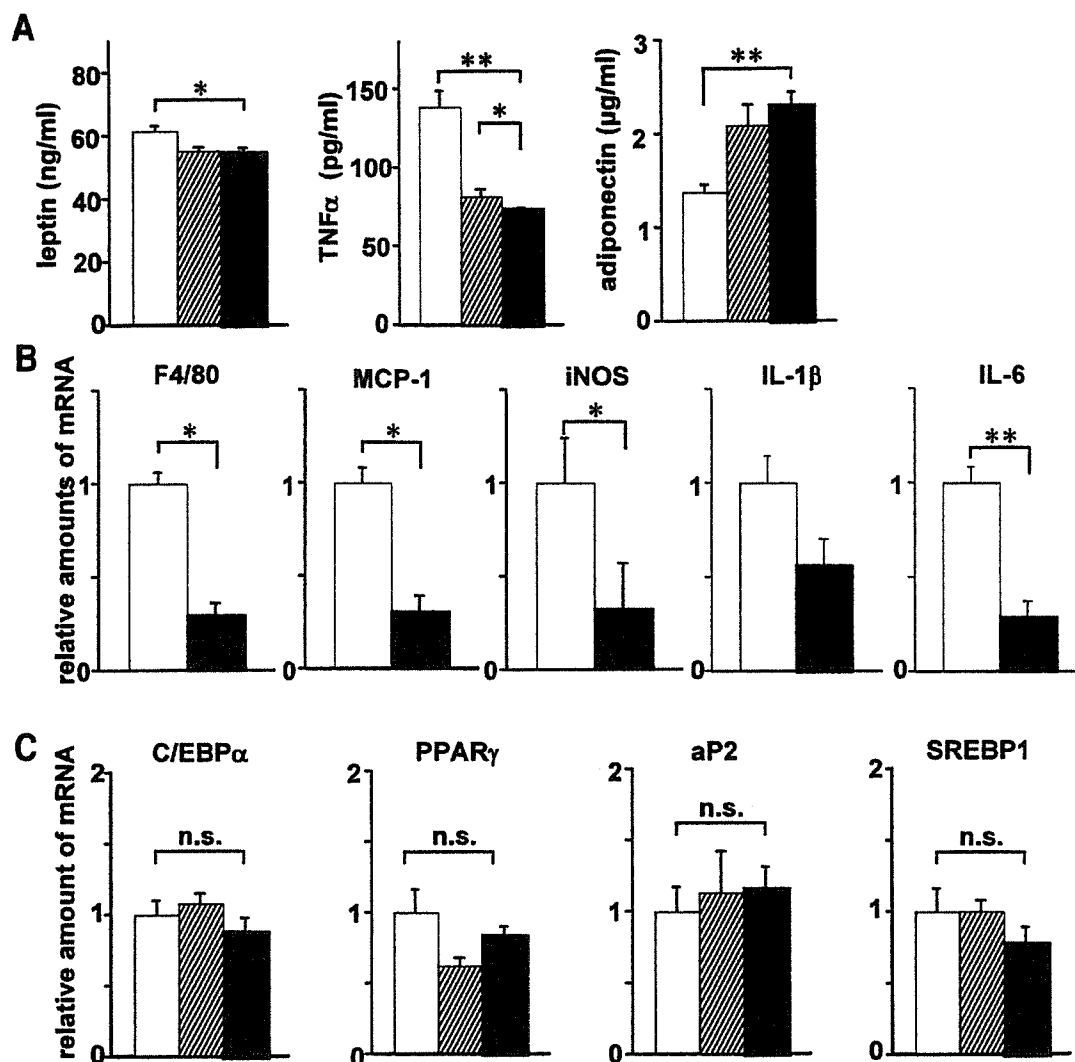 A
leptin (ng/ml)
80
60
40
20
0
*
TNFα (pg/ml)
150
100
50
0
**
*
adiponectin (µg/ml)
3
2
1
0
**
B
relative amounts of mRNA
F4/80
1
0
*
MCP-1
1
0
*
iNOS
1
0
*
IL-1β
1
0
IL-6
1
0
**
C
relative amount of mRNA
C/EBPα
2
1
0
n.s.
PPARγ
2
1
0
n.s.
aP2
2
1
0
n.s.
SREBP1
2
1
0
n.s.